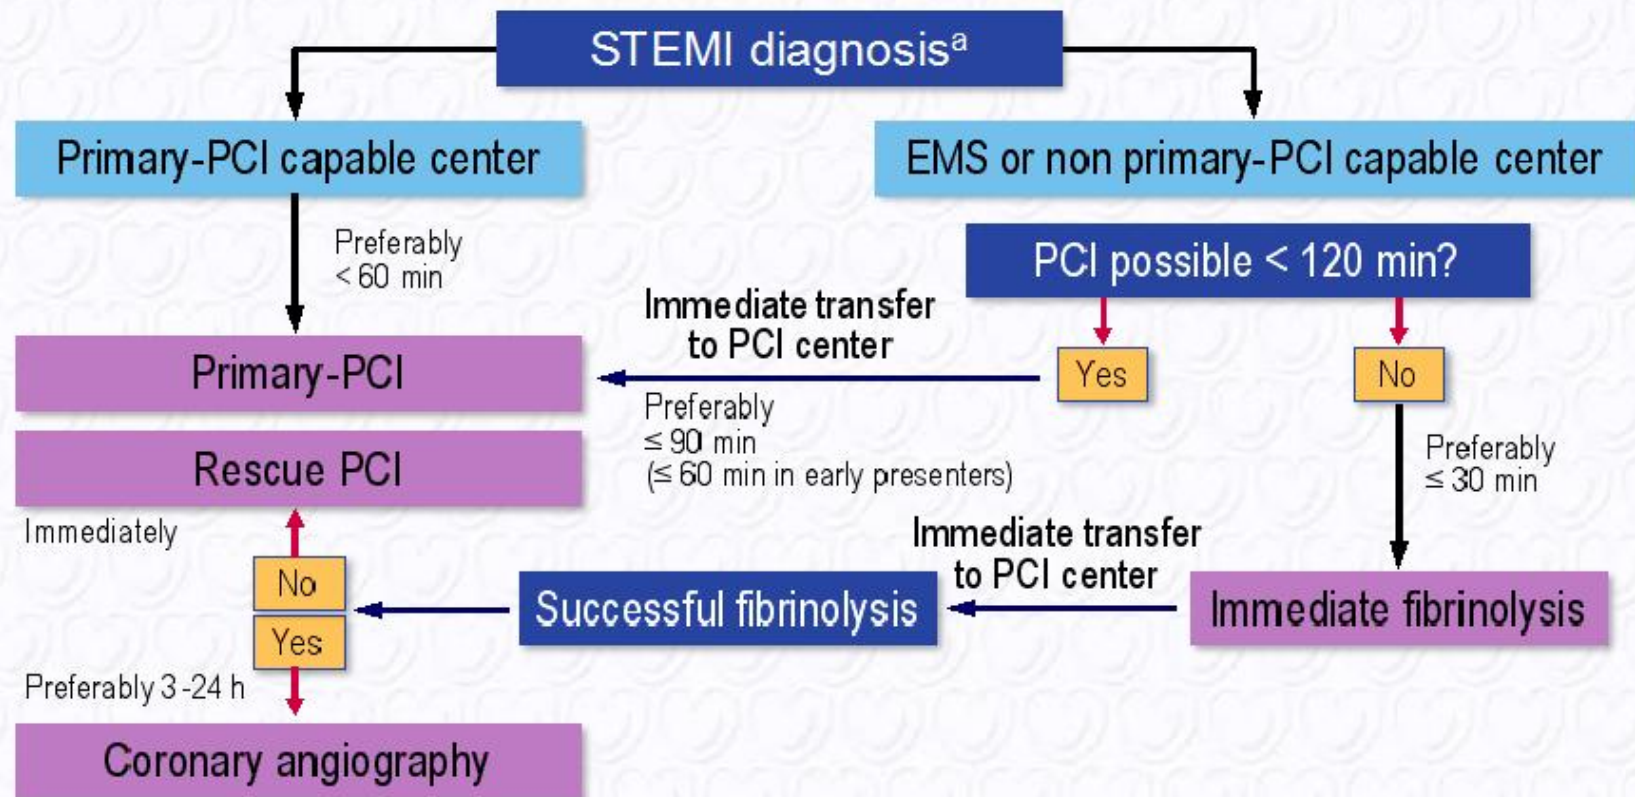 STEMI diagnosisᵃ
Primary-PCI capable center
EMS or non primary-PCI capable center
Preferably
< 60 min
PCI possible < 120 min?
Immediate transfer
to PCI center
Yes
No
Primary-PCI
Preferably
≤ 90 min
(≤ 60 min in early presenters)
Preferably
≤ 30 min
Rescue PCI
Immediately
Immediate transfer
to PCI center
No
Yes
Successful fibrinolysis
Immediate fibrinolysis
Preferably 3-24 h
Coronary angiography